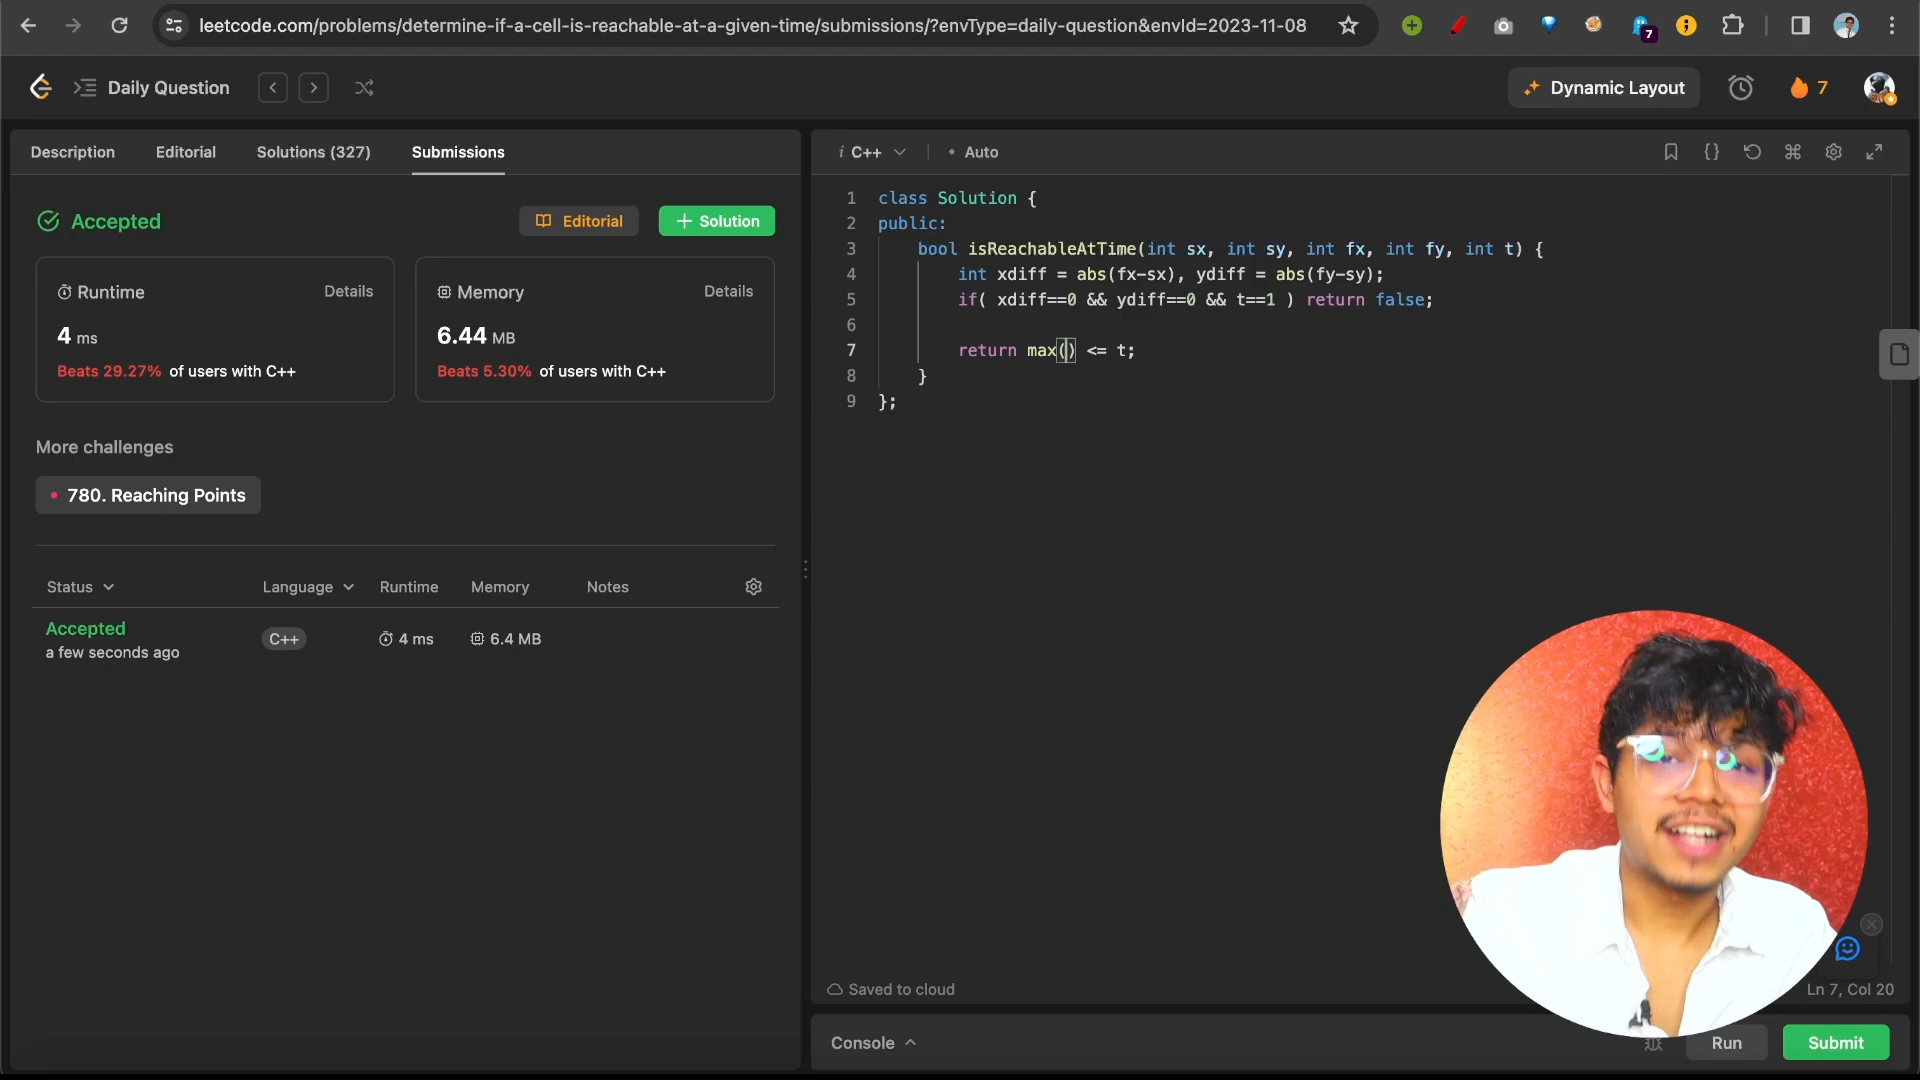 leetcode.com/problems/determine-if-a-cell-is-reachable-at-a-given-time/submissions/?envType=daily-question&envId=2023-11-08
7
Daily Question
Dynamic Layout
7
Description Editorial Solutions (327) Submissions
Accepted
Editorial
Solution
Runtime Details
4 ms
Beats 29.27% of users with C++
Memory Details
6.44 MB
Beats 5.30% of users with C++
More challenges
780. Reaching Points
Status Language Runtime Memory Notes
Accepted
a few seconds ago
C++ 4 ms 6.4 MB
i C++ • Auto
1 class Solution {
2 public:
3 bool isReachableAtTime(int sx, int sy, int fx, int fy, int t) {
4 int xdiff = abs(fx-sx), ydiff = abs(fy-sy);
5 if( xdiff==0 && ydiff==0 && t==1 ) return false;
6
7 return max() <= t;
8 }
9 };
Saved to cloud
Ln 7, Col 20
Console
Run
Submit